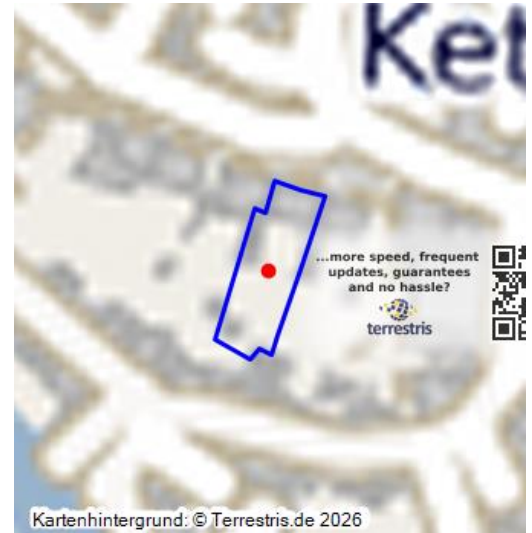 Ket
...more speed, frequent
updates, guarantees
and no hassle?
terrestris
Kartenhintergrund: © Terrestris.de 2026